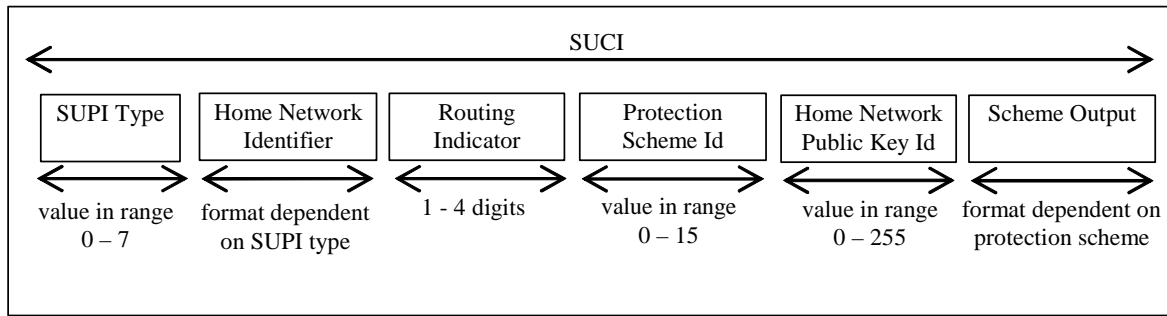 SUCI
SUPI Type
Home Network
Identifier
Routing
Indicator
Protection
Scheme Id
Home Network
Public Key Id
Scheme Output
value in range
0 – 7
format dependent
on SUPI type
1 - 4 digits
value in range
0 – 15
value in range
0 – 255
format dependent on
protection scheme